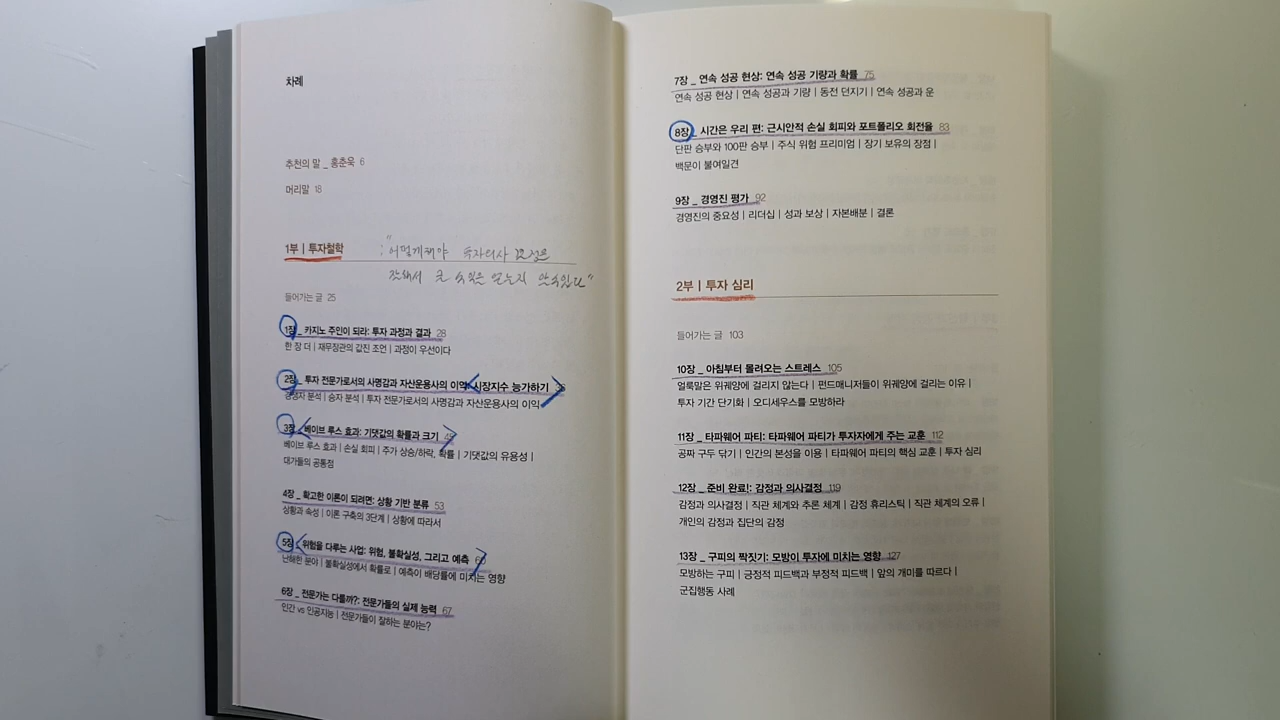 차례
추천의 말 _ 홍춘욱 6
머리말 18
1부 | 투자철학
: "어떻게해야 투자의사 결정을
잘해서 큰 수익을 얻는지 알수있다"
들어가는 글 25
1장 _ 카지노 주인이 되라: 투자 과정과 결과 28
한 장 더 | 재무장관의 값진 조언 | 과정이 우선이다
2장 _ 투자 전문가로서의 사명감과 자산운용사의 이익: 시장지수 능가하기
경쟁자 분석 | 승자 분석 | 투자 전문가로서의 사명감과 자산운용사의 이익
3장 _ 베이브 루스 효과: 기댓값의 확률과 크기
베이브 루스 효과 | 손실 회피 | 주가 상승/하락, 확률 | 기댓값의 유용성 |
대가들의 공통점
4장 _ 확고한 이론이 되려면: 상황 기반 분류 53
상황과 속성 | 이론 구축의 3단계 | 상황에 따라서
5장 _ 위험을 다루는 사업: 위험, 불확실성, 그리고 예측
난해한 분야 | 불확실성에서 확률로 | 예측이 배당률에 미치는 영향
6장 _ 전문가는 다를까?: 전문가들의 실제 능력 67
인간 vs 인공지능 | 전문가들이 잘하는 분야는?
7장 _ 연속 성공 현상: 연속 성공 기량과 확률 75
연속 성공 현상 | 연속 성공과 기량 | 동전 던지기 | 연속 성공과 운
8장 _ 시간은 우리 편: 근시안적 손실 회피와 포트폴리오 회전율 83
단판 승부와 100판 승부 | 주식 위험 프리미엄 | 장기 보유의 장점 |
백문이 불여일견
9장 _ 경영진 평가 92
경영진의 중요성 | 리더십 | 성과 보상 | 자본배분 | 결론
2부 | 투자 심리
들어가는 글 103
10장 _ 아침부터 몰려오는 스트레스 105
얼룩말은 위궤양에 걸리지 않는다 | 펀드매니저들이 위궤양에 걸리는 이유 |
투자 기간 단기화 | 오디세우스를 모방하라
11장 _ 타파웨어 파티: 타파웨어 파티가 투자자에게 주는 교훈 112
공짜 구두 닦기 | 인간의 본성을 이용 | 타파웨어 파티의 핵심 교훈 | 투자 심리
12장 _ 준비 완료!: 감정과 의사결정 119
감정과 의사결정 | 직관 체계와 추론 체계 | 감정 휴리스틱 | 직관 체계의 오류 |
개인의 감정과 집단의 감정
13장 _ 구피의 짝짓기: 모방이 투자에 미치는 영향 127
모방하는 구피 | 긍정적 피드백과 부정적 피드백 | 앞의 개미를 따르다 |
군집행동 사례